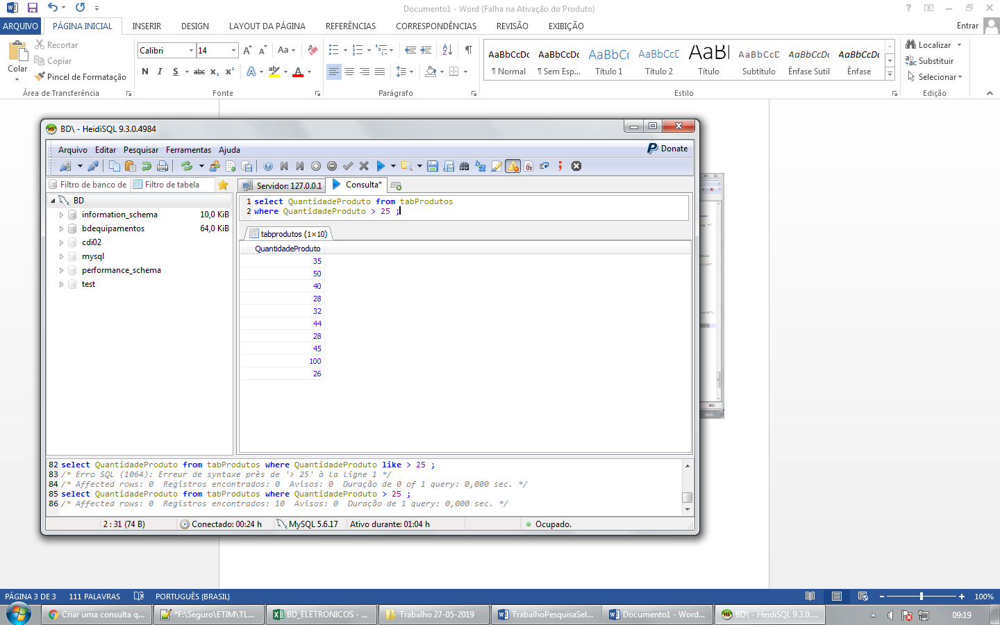 Documento1 - Word (Falha na Ativação do Produto)
ARQUIVO PÁGINA INICIAL INSERIR DESIGN LAYOUT DA PÁGINA REFERÊNCIAS CORRESPONDÊNCIAS REVISÃO EXIBIÇÃO Entrar
Colar
Recortar
Copiar
Pincel de Formatação
Área de Transferência
Calibri 14
N I S abc x₂ x²
Fonte
Parágrafo
AaBbCcDc AaBbCcDc AaBbCc AaBbCcD AaB AaBbCcD AaBbCcDc AaBbCcDc
¶ Normal ¶ Sem Esp... Título 1 Título 2 Título Subtítulo Ênfase Sutil Ênfase
Estilo
Localizar
Substituir
Selecionar
Edição
BD\ - HeidiSQL 9.3.0.4984
Arquivo Editar Pesquisar Ferramentas Ajuda Donate
Filtro de banco de Filtro de tabela
Servidor: 127.0.0.1 Consulta*
BD
information_schema 10,0 KiB
bdequipamentos 64,0 KiB
cdi02
mysql
performance_schema
test
1 select QuantidadeProduto from tabProdutos
2 where QuantidadeProduto > 25 ;
tabprodutos (1×10)
QuantidadeProduto
35
50
40
28
32
44
28
45
100
26
82 select QuantidadeProduto from tabProdutos where QuantidadeProduto like > 25 ;
83 /* Erro SQL (1064): Erreur de syntaxe près de '> 25' à la ligne 1 */
84 /* Affected rows: 0 Registros encontrados: 0 Avisos: 0 Duração de 0 of 1 query: 0,000 sec. */
85 select QuantidadeProduto from tabProdutos where QuantidadeProduto > 25 ;
86 /* Affected rows: 0 Registros encontrados: 10 Avisos: 0 Duração de 1 query: 0,000 sec. */
2 : 31 (74 B) Conectado: 00:24 h MySQL 5.6.17 Ativo durante: 01:04 h Ocupado.
PÁGINA 3 DE 3 111 PALAVRAS PORTUGUÊS (BRASIL) 100%
Criar uma consulta q... *F:\Seguro\ETIM\TL... BD_ELETRONICOS - ... Trabalho 27-05-2019 TrabalhoPesquisaSel... Documento1 - Word... BD\ - HeidiSQL 9.3.0.... 09:19